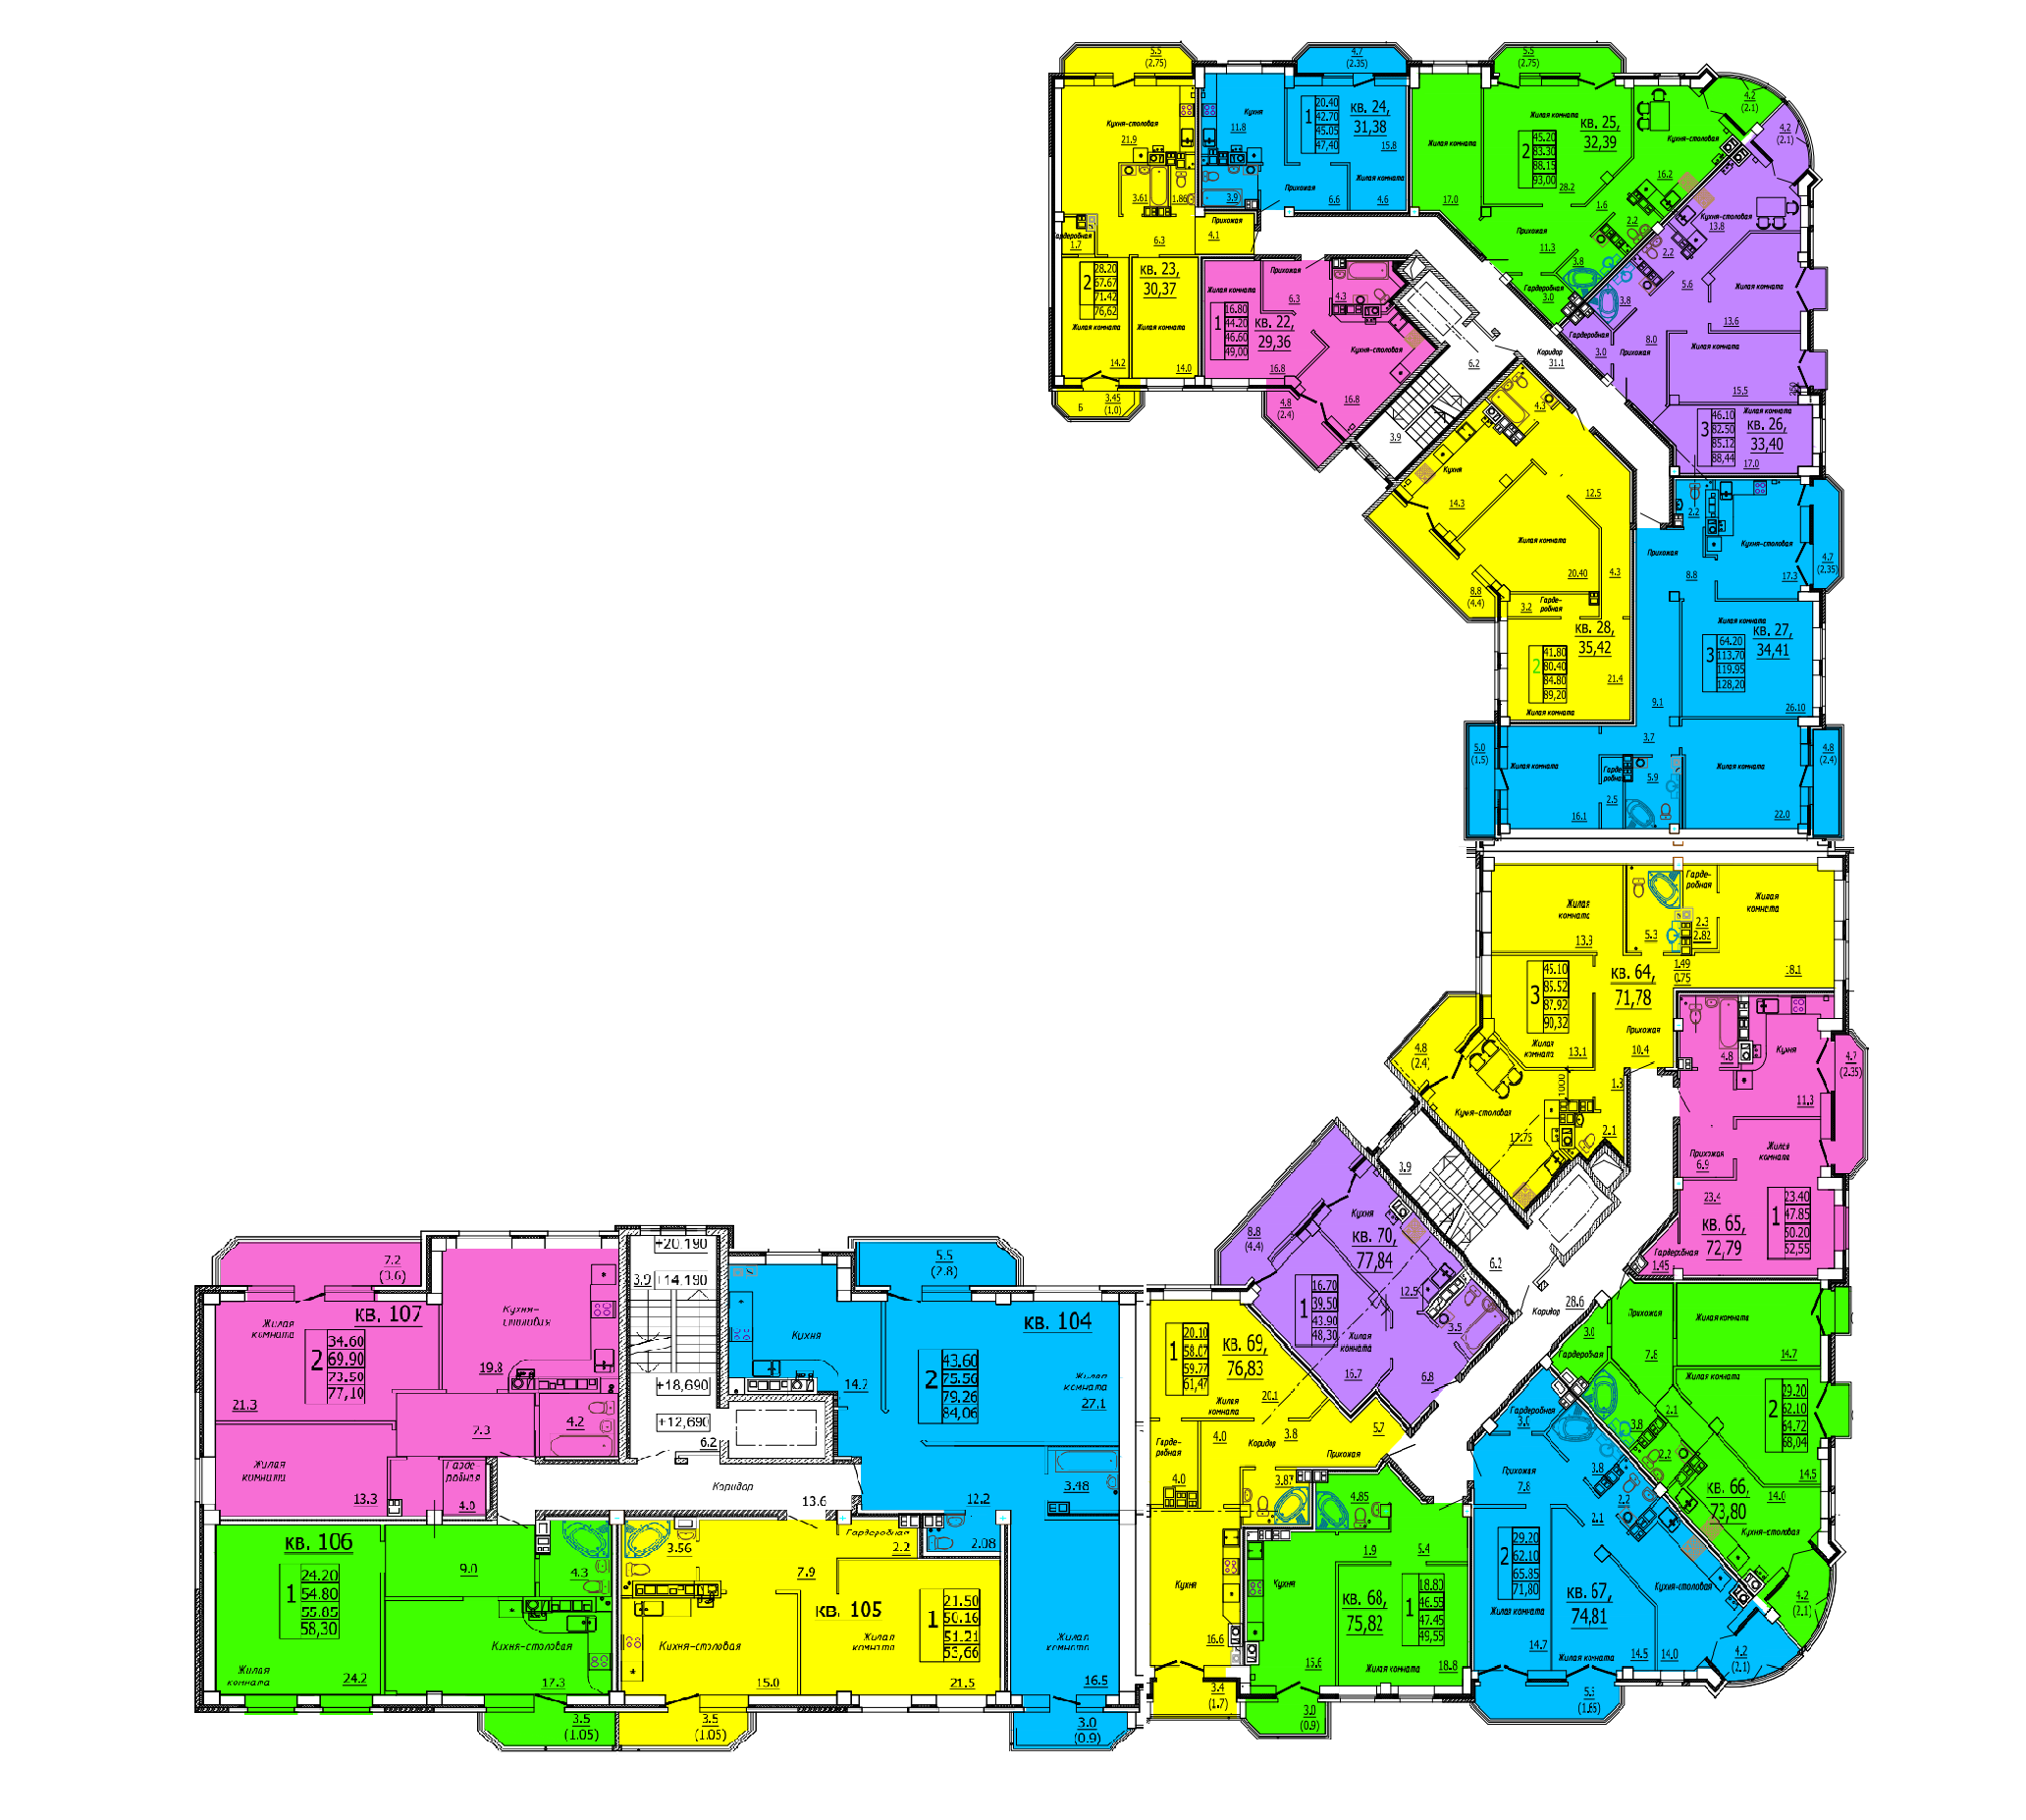 5.5
(2.75)
Кухня-столовая
21.9
3.61
1.86
Гардеробная
1.7
6.3
Прихожая
4.1
2
28.20
67.67
71.42
76,62
кв. 23,
30,37
Жилая комната
14.2
Жилая комната
14.0
Б
3.45
(1.0)
4.7
(2.35)
Кухня
11.8
3.9
1
20.40
42.70
45.05
47,40
кв. 24,
31,38
15.8
Прихожая
6.6
Жилая комната
4.6
5.5
(2.75)
Жилая комната
17.0
Жилая комната
2
45.20
83.30
88.15
93,00
кв. 25,
32,39
28.2
Кухня-столовая
16.2
1.6
2.2
Прихожая
11.3
3.8
Гардеробная
3.0
4.2
(2.1)
4.2
(2.1)
Кухня-столовая
13.8
2.2
5.6
3.8
Жилая комната
13.6
Гардеробная
3.0
8.0
Прихожая
Жилая комната
15.5
Жилая комната
3
46.10
82.50
85.12
88,44
кв. 26,
33,40
17.0
Жилая комната
1
16.80
44.20
46.60
49,00
Прихожая
6.3
4.3
кв. 22,
29,36
16.8
Кухня-столовая
16.8
4.8
(2.4)
6.2
3.9
Коридор
31.1
4.3
Кухня
14.3
12.5
Жилая комната
20.40
4.3
8.8
(4.4)
3.2
Гарде-
робная
кв. 28,
35,42
2
41.80
80.40
84.80
89,20
21.4
Жилая комната
2.2
Прихожая
8.8
Кухня-столовая
17.3
4.7
(2.35)
Жилая комната
3
64.20
113.70
119.95
128,20
кв. 27,
34,41
9.1
26.10
5.0
(1.5)
Жилая комната
16.1
3.7
Гарде-
робная
2.5
5.9
Жилая комната
22.0
4.8
(2.4)
Жилая
комната
13.3
5.3
Гарде-
робная
2.3
2.82
Жилая
комната
18.1
1.49
0.75
3
45.10
85.52
87.92
90,32
кв. 64,
71,78
Жилая
комната
13.1
Прихожая
10.4
1.3
1000
4.8
(2.4)
Кухня-столовая
17.75
2.1
4.8
Кухня
11.3
4.7
(2.35)
Прихожая
6.9
Жилая
комната
23.4
1
23.40
47.85
50.20
52,55
кв. 65,
72,79
Гардеробная
1.45
3.9
6.2
Коридор
28.6
8.8
(4.4)
Кухня
кв. 70,
77,84
12.5
1
16.70
39.50
43.90
48,30
Жилая
комната
16.7
3.5
6.8
Прихожая
7.8
3.0
Гардеробная
Жилая комната
14.7
Жилая комната
2
29.20
62.10
64.72
68,04
14.5
2.1
3.8
2.2
кв. 66,
73,80
14.0
Кухня-столовая
4.2
(2.1)
1
20.10
58.07
59.77
61,47
кв. 69,
76,83
Жилая
комната
20.1
Гарде-
робная
4.0
4.0
Коридор
3.8
Прихожая
5.7
3.87
Кухня
16.6
3.4
(1.7)
4.85
1.9
5.4
Кухня
15.6
кв. 68,
75,82
1
18.80
46.55
47.45
49,55
Жилая комната
18.8
3.0
(0.9)
Гардеробная
3.0
Прихожая
7.8
3.8
2.2
2.1
2
29.20
62.10
65.85
71,80
кв. 67,
74,81
Жилая комната
14.7
Жилая комната
14.5
Кухня-столовая
14.0
4.2
(2.1)
5.5
(1.65)
7.2
(3.6)
Жилая
комната
кв. 107
2
34.60
69.90
73.50
77,10
21.3
Кухня-
столовая
19.8
7.3
4.2
Жилая
комната
13.3
Гарде-
робная
4.0
+20,190
3.9
+14,190
+18,690
+12,690
6.2
Коридор
13.6
Кухня
14.7
5.5
(2.8)
кв. 104
2
43.60
75.56
79.26
84,06
Жилая
комната
27.1
3.48
12.2
2.08
Жилая
комната
16.5
3.0
(0.9)
кв. 106
1
24.20
54.80
55.85
58,30
Жилая
комната
24.2
9.0
4.3
Кухня-столовая
17.3
3.5
(1.05)
3.56
Гардеробная
2.2
7.9
кв. 105
1
21.50
50.16
51.21
53,66
Кухня-столовая
15.0
Жилая
комната
21.5
3.5
(1.05)